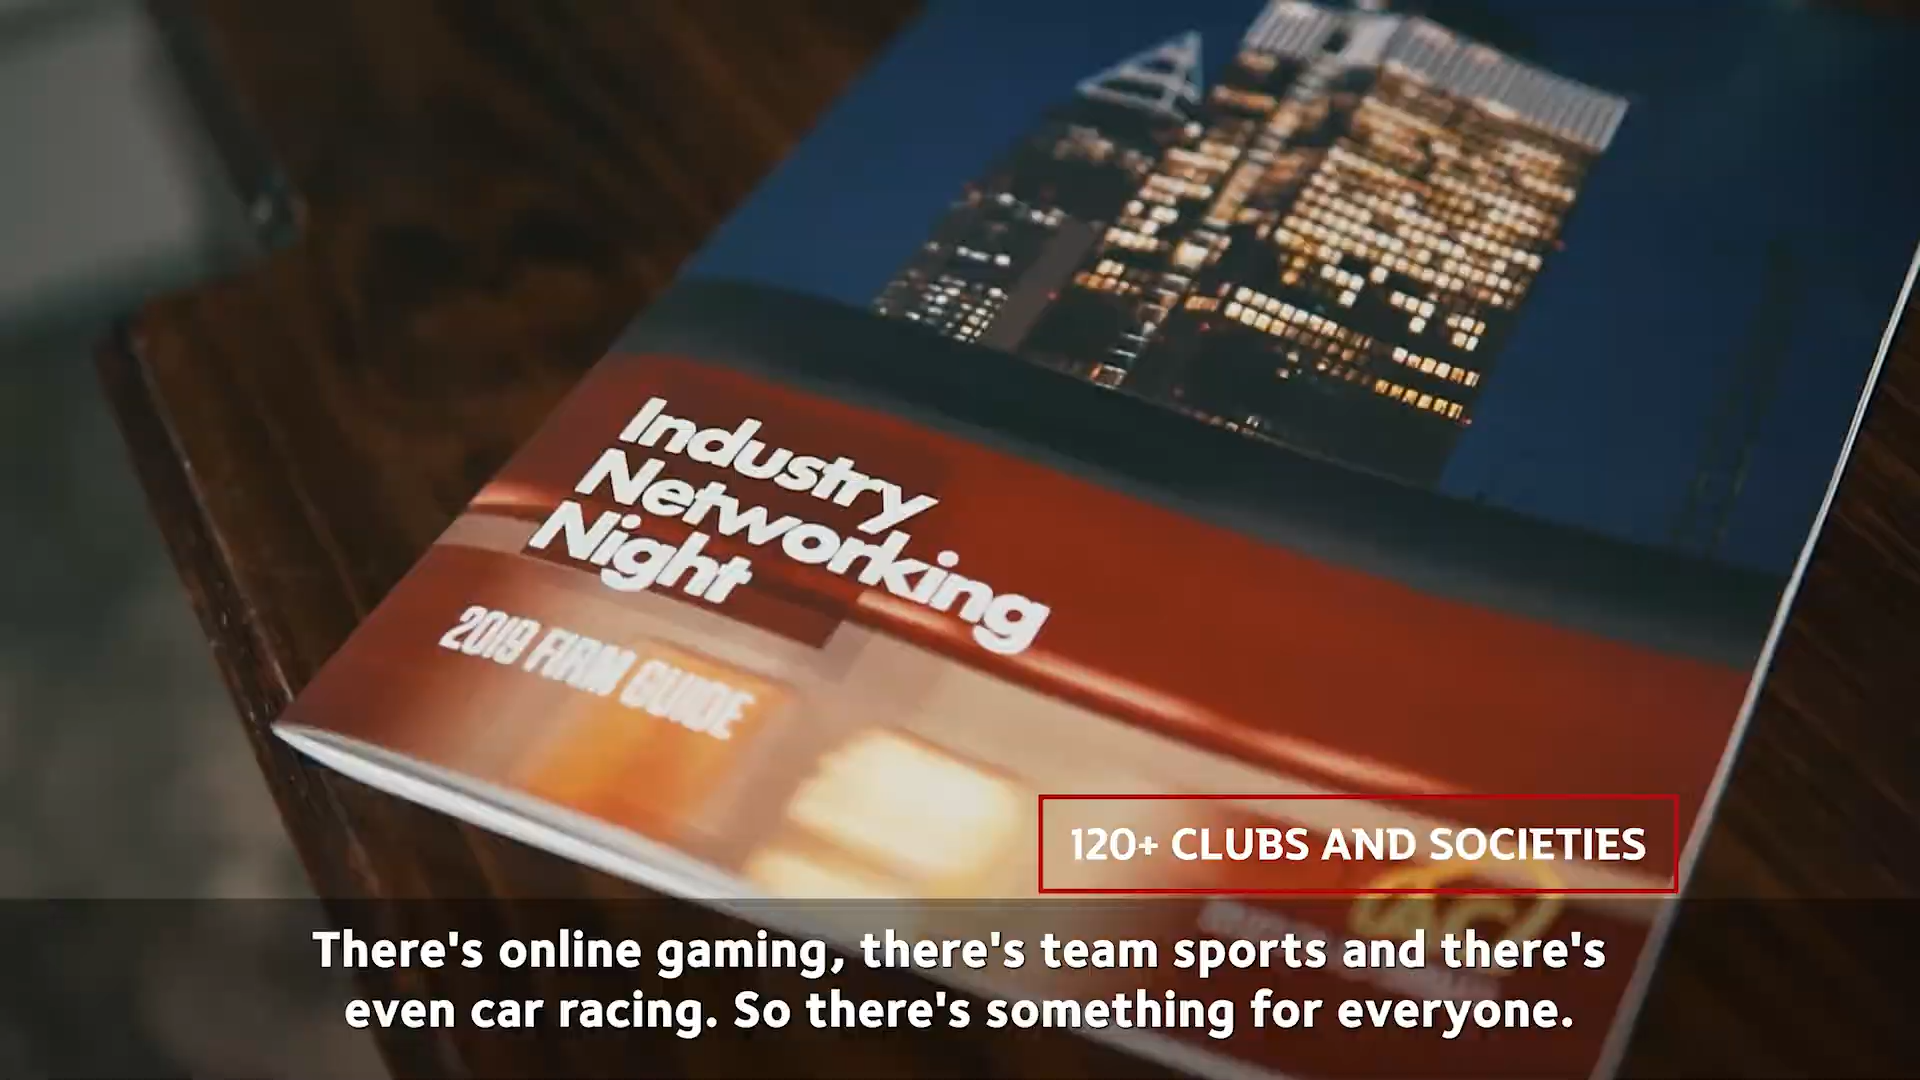 Industry
Networking
Night
2019 FIRM GUIDE
120+ CLUBS AND SOCIETIES
There's online gaming, there's team sports and there's
even car racing. So there's something for everyone.